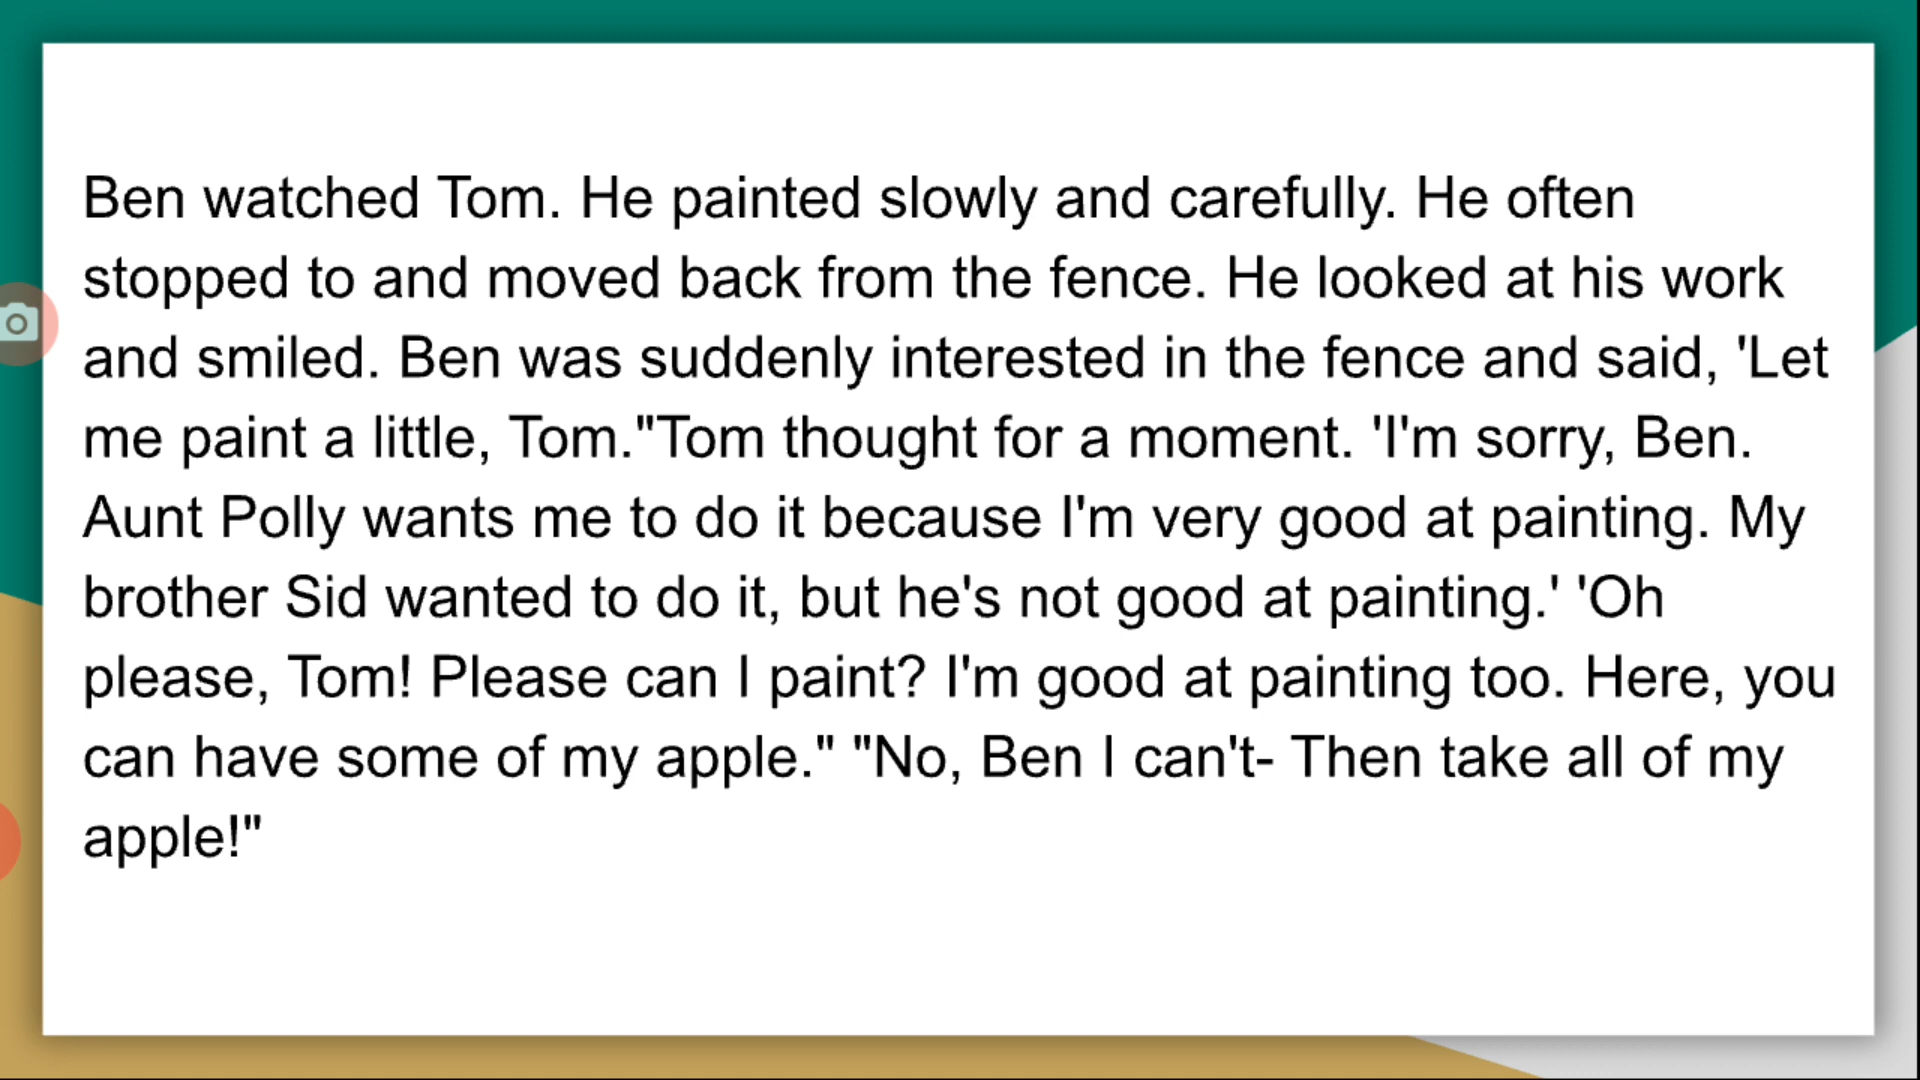 Ben watched Tom. He painted slowly and carefully. He often
stopped to and moved back from the fence. He looked at his work
and smiled. Ben was suddenly interested in the fence and said, 'Let
me paint a little, Tom."Tom thought for a moment. 'I'm sorry, Ben.
Aunt Polly wants me to do it because I'm very good at painting. My
brother Sid wanted to do it, but he's not good at painting.' 'Oh
please, Tom! Please can I paint? I'm good at painting too. Here, you
can have some of my apple." "No, Ben I can't- Then take all of my
apple!"